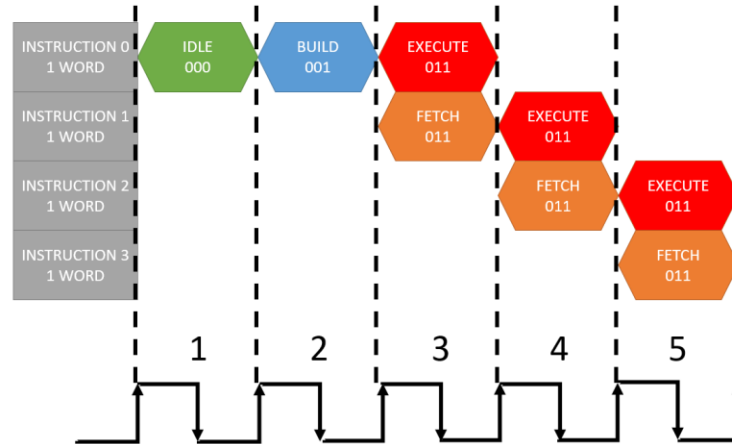 INSTRUCTION 0
1 WORD
IDLE
000
BUILD
001
EXECUTE
011
INSTRUCTION 1
1 WORD
FETCH
011
EXECUTE
011
INSTRUCTION 2
1 WORD
FETCH
011
EXECUTE
011
INSTRUCTION 3
1 WORD
FETCH
011
1
2
3
4
5